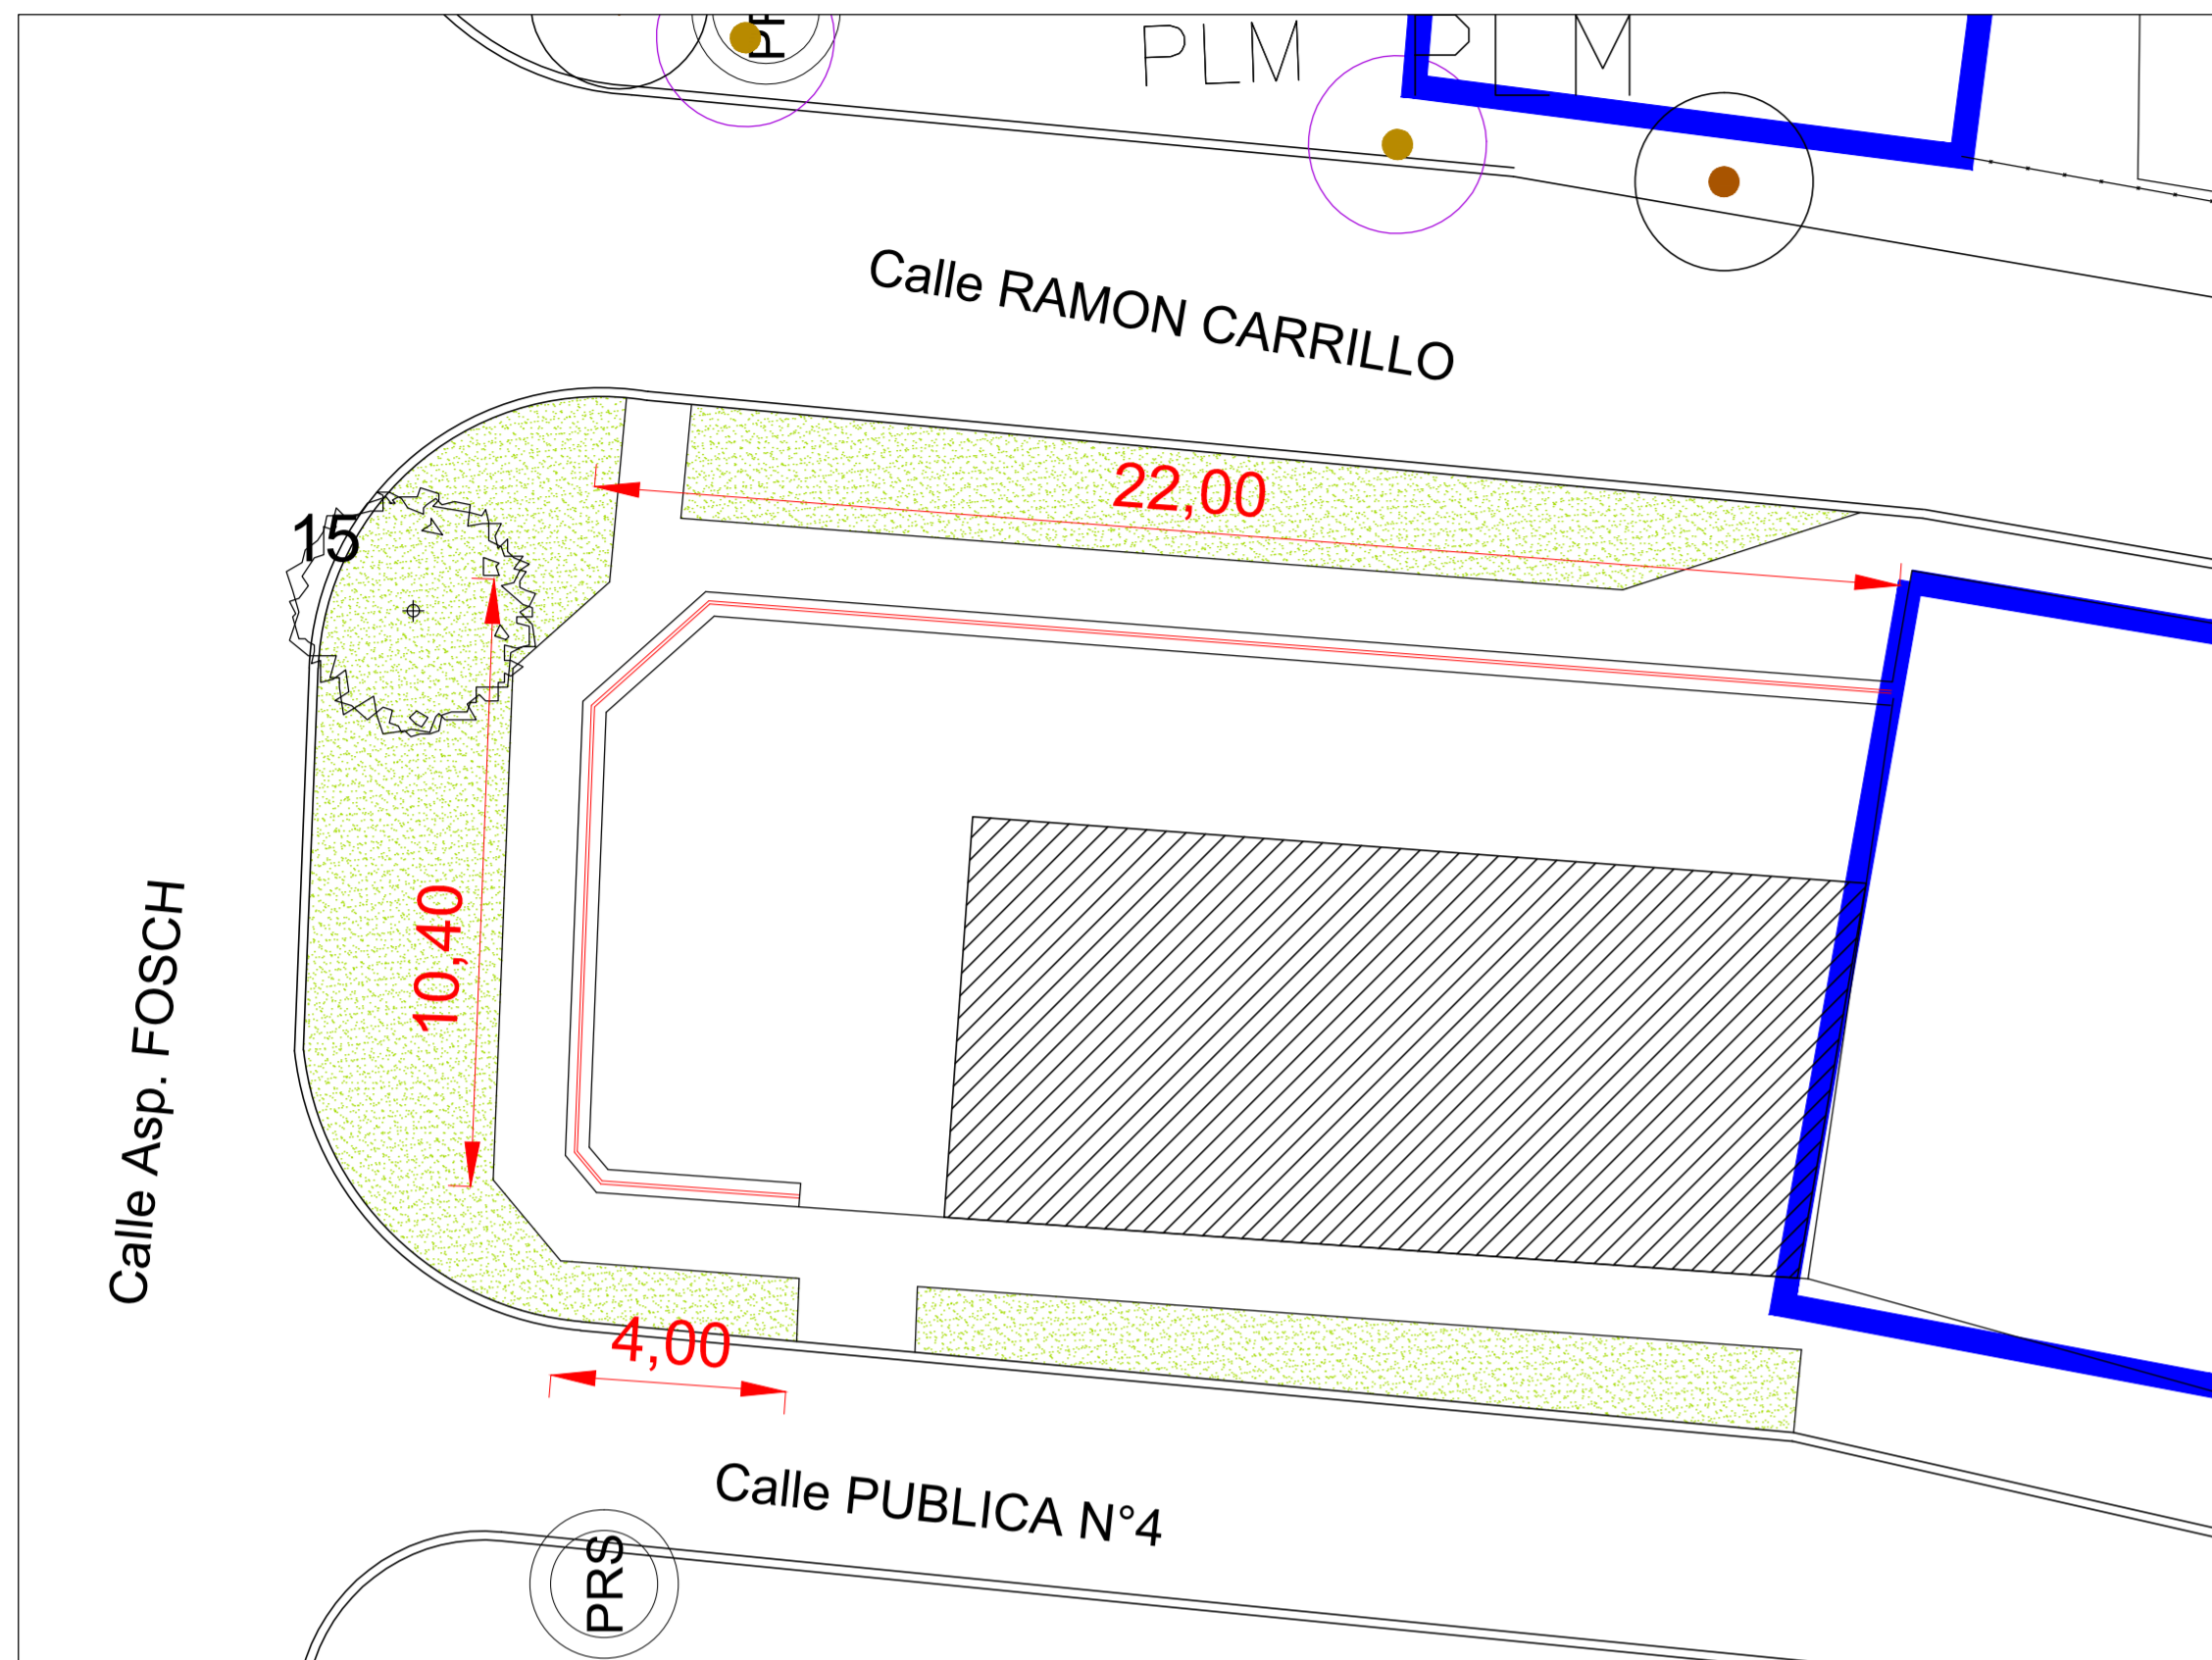 PLM PLM
Calle RAMON CARRILLO
22,00
15
10,40
Calle Asp. FOSCH
4,00
Calle PUBLICA N°4
PRS